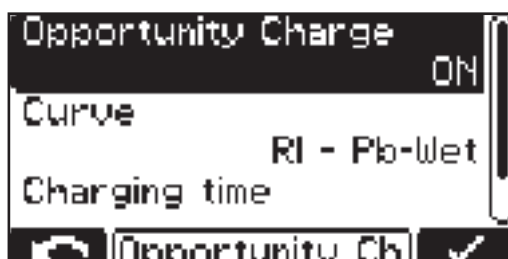 Opportunity Charge
ON
Curve
RI - Pb-Wet
Charging time
Opportunity Ch